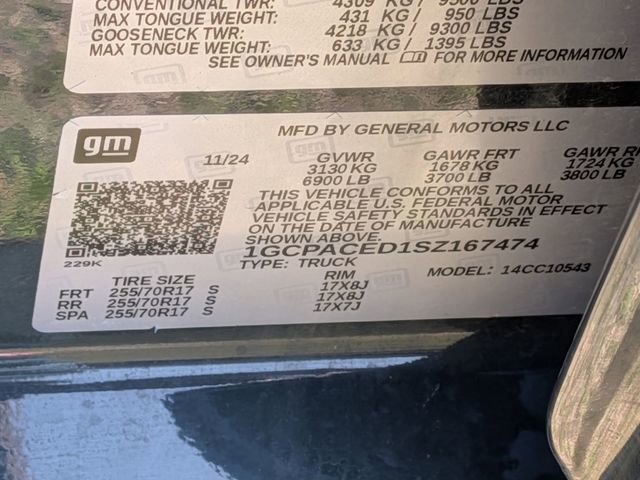 CONVENTIONAL TWR: 4309 KG/ 9500 LBS
MAX TONGUE WEIGHT: 431 KG/ 950 LBS
GOOSENECK TWR: 4218 KG/ 9300 LBS
MAX TONGUE WEIGHT: 633 KG/ 1395 LBS
SEE OWNER'S MANUAL FOR MORE INFORMATION
gm
MFD BY GENERAL MOTORS LLC
11/24 GVWR GAWR FRT GAWR
3130 KG 1678 KG 1724 KG
6900 LB 3700 LB 3800 LB
THIS VEHICLE CONFORMS TO ALL
APPLICABLE U.S. FEDERAL MOTOR
VEHICLE SAFETY STANDARDS IN EFFECT
ON THE DATE OF MANUFACTURE
SHOWN ABOVE.
1GCPACED1SZ167474
229K
TYPE: TRUCK MODEL: 14CC10543
TIRE SIZE RIM
FRT 255/70R17 S 17X8J
RR 255/70R17 S 17X8J
SPA 255/70R17 S 17X7J